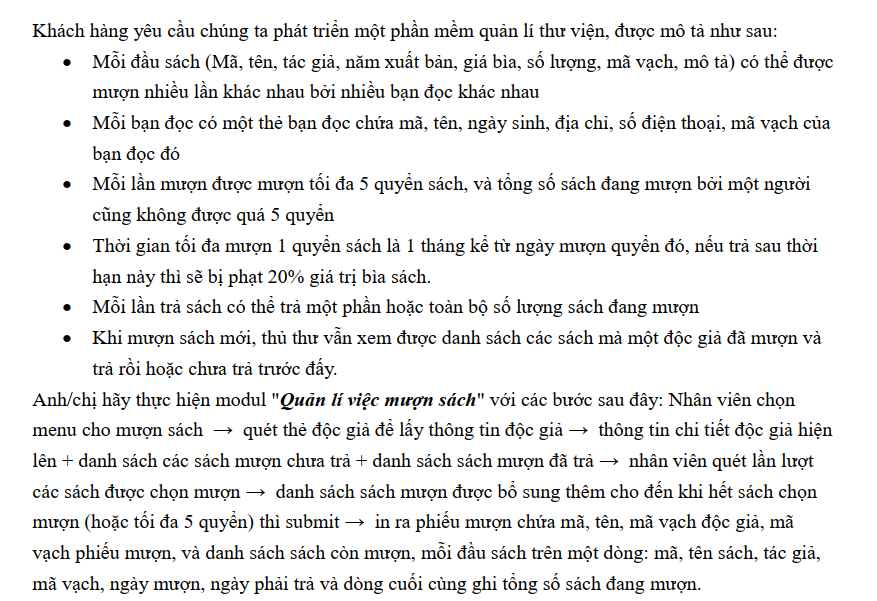 Khách hàng yêu cầu chúng ta phát triển một phần mềm quản lí thư viện, được mô tả như sau:
• Mỗi đầu sách (Mã, tên, tác giả, năm xuất bản, giá bìa, số lượng, mã vạch, mô tả) có thể được
mượn nhiều lần khác nhau bởi nhiều bạn đọc khác nhau
• Mỗi bạn đọc có một thẻ bạn đọc chứa mã, tên, ngày sinh, địa chỉ, số điện thoại, mã vạch của
bạn đọc đó
• Mỗi lần mượn được mượn tối đa 5 quyển sách, và tổng số sách đang mượn bởi một người
cũng không được quá 5 quyển
• Thời gian tối đa mượn 1 quyển sách là 1 tháng kể từ ngày mượn quyển đó, nếu trả sau thời
hạn này thì sẽ bị phạt 20% giá trị bìa sách.
• Mỗi lần trả sách có thể trả một phần hoặc toàn bộ số lượng sách đang mượn
• Khi mượn sách mới, thủ thư vẫn xem được danh sách các sách mà một độc giả đã mượn và
trả rồi hoặc chưa trả trước đấy.
Anh/chị hãy thực hiện modul "Quản lí việc mượn sách" với các bước sau đây: Nhân viên chọn
menu cho mượn sách → quét thẻ độc giả để lấy thông tin độc giả → thông tin chi tiết độc giả hiện
lên + danh sách các sách mượn chưa trả + danh sách sách mượn đã trả → nhân viên quét lần lượt
các sách được chọn mượn → danh sách sách mượn được bổ sung thêm cho đến khi hết sách chọn
mượn (hoặc tối đa 5 quyển) thì submit → in ra phiếu mượn chứa mã, tên, mã vạch độc giả, mã
vạch phiếu mượn, và danh sách sách còn mượn, mỗi đầu sách trên một dòng: mã, tên sách, tác giả,
mã vạch, ngày mượn, ngày phải trả và dòng cuối cùng ghi tổng số sách đang mượn.